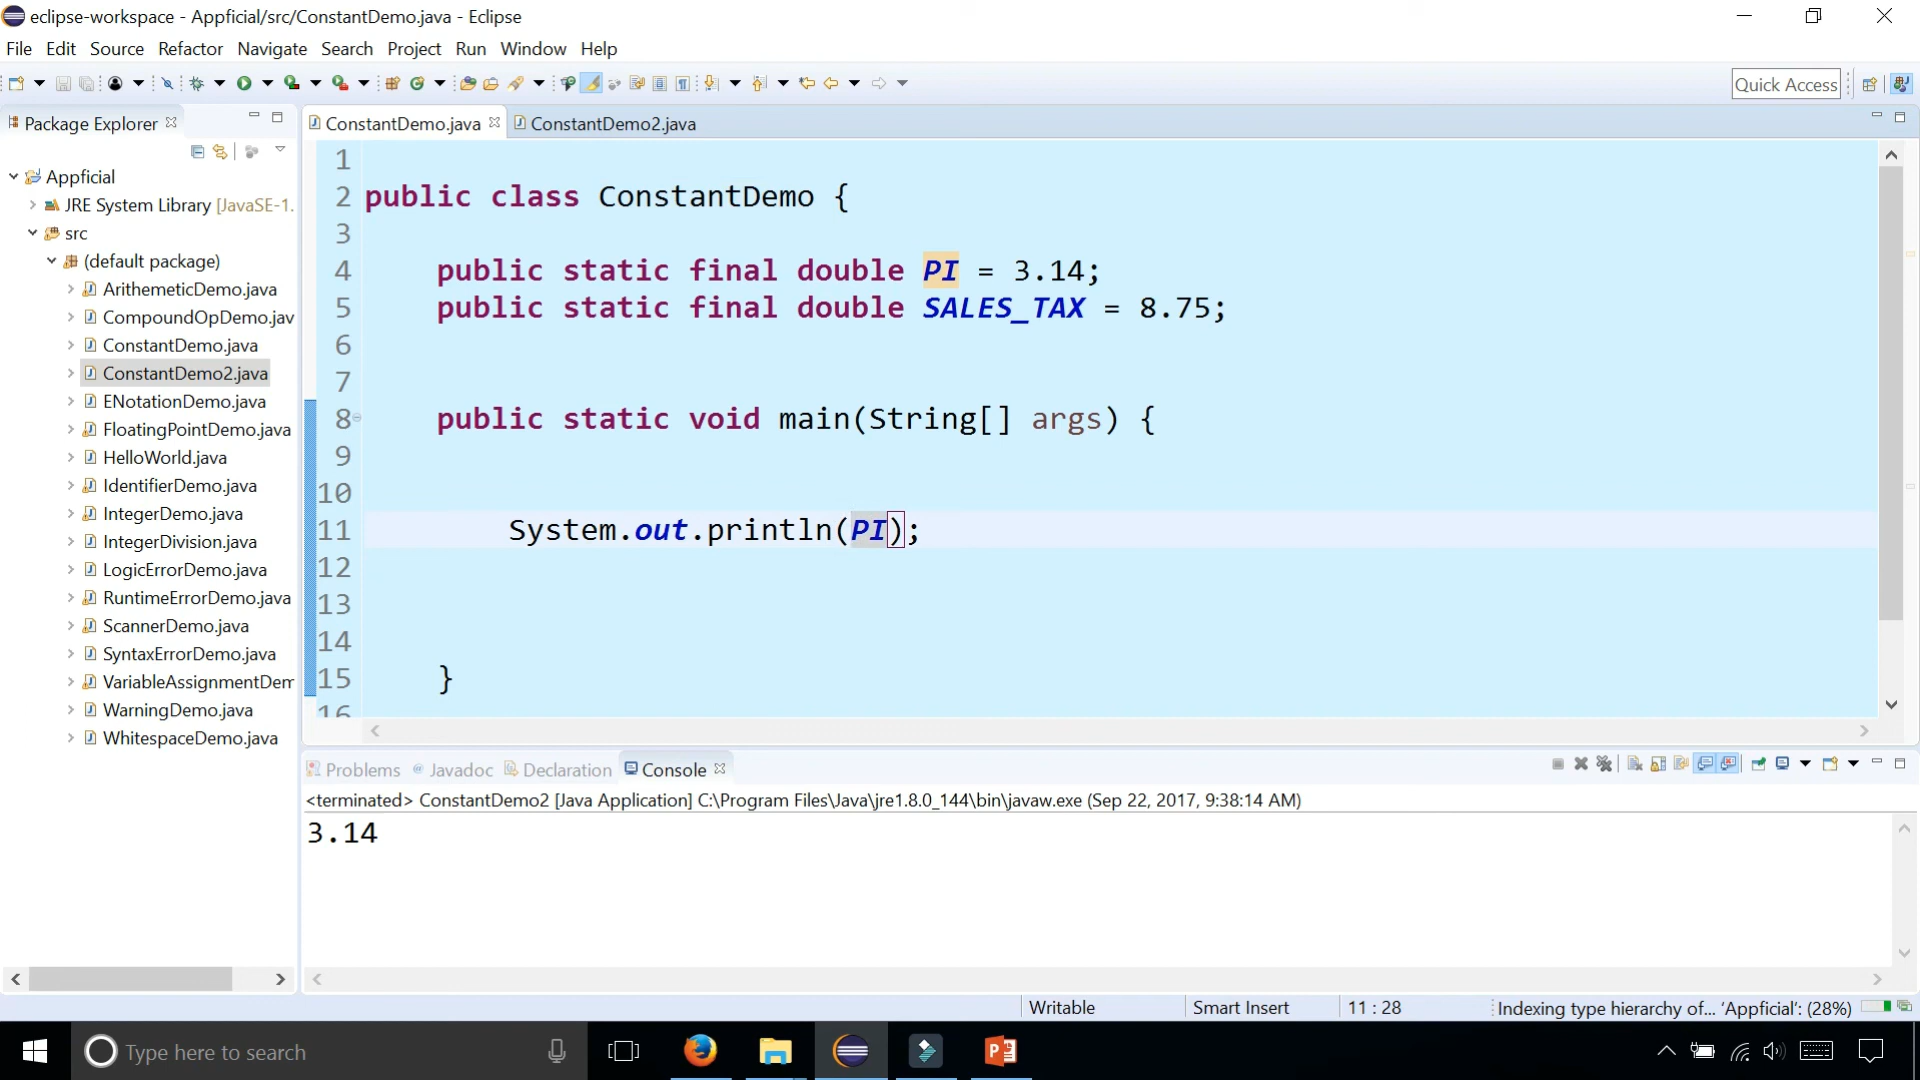 eclipse-workspace - Appficial/src/ConstantDemo.java - Eclipse
File Edit Source Refactor Navigate Search Project Run Window Help
Quick Access
Package Explorer
ConstantDemo.java
ConstantDemo2.java
Appficial
JRE System Library [JavaSE-1.
src
(default package)
ArithemeticDemo.java
CompoundOpDemo.jav
ConstantDemo.java
ConstantDemo2.java
ENotationDemo.java
FloatingPointDemo.java
HelloWorld.java
IdentifierDemo.java
IntegerDemo.java
IntegerDivision.java
LogicErrorDemo.java
RuntimeErrorDemo.java
ScannerDemo.java
SyntaxErrorDemo.java
VariableAssignmentDem
WarningDemo.java
WhitespaceDemo.java
1
2 public class ConstantDemo {
3
4 public static final double PI = 3.14;
5 public static final double SALES_TAX = 8.75;
6
7
8 public static void main(String[] args) {
9
10
11 System.out.println(PI);
12
13
14
15 }
16
Problems Javadoc Declaration Console
<terminated> ConstantDemo2 [Java Application] C:\Program Files\Java\jre1.8.0_144\bin\javaw.exe (Sep 22, 2017, 9:38:14 AM)
3.14
Writable Smart Insert 11 : 28 Indexing type hierarchy of... 'Appficial': (28%)
Type here to search